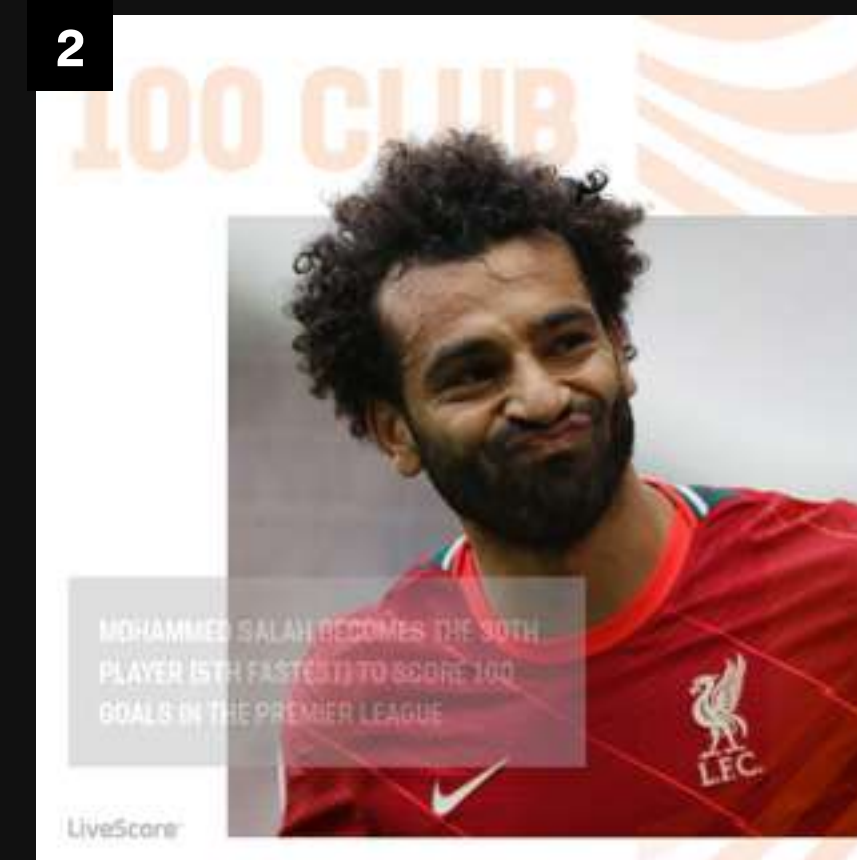 2
100 CLUB
MOHAMMED SALAH BECOMES THE 30TH
PLAYER (5TH FASTEST) TO SCORE 100
GOALS IN THE PREMIER LEAGUE
L.F.C.
LiveScore